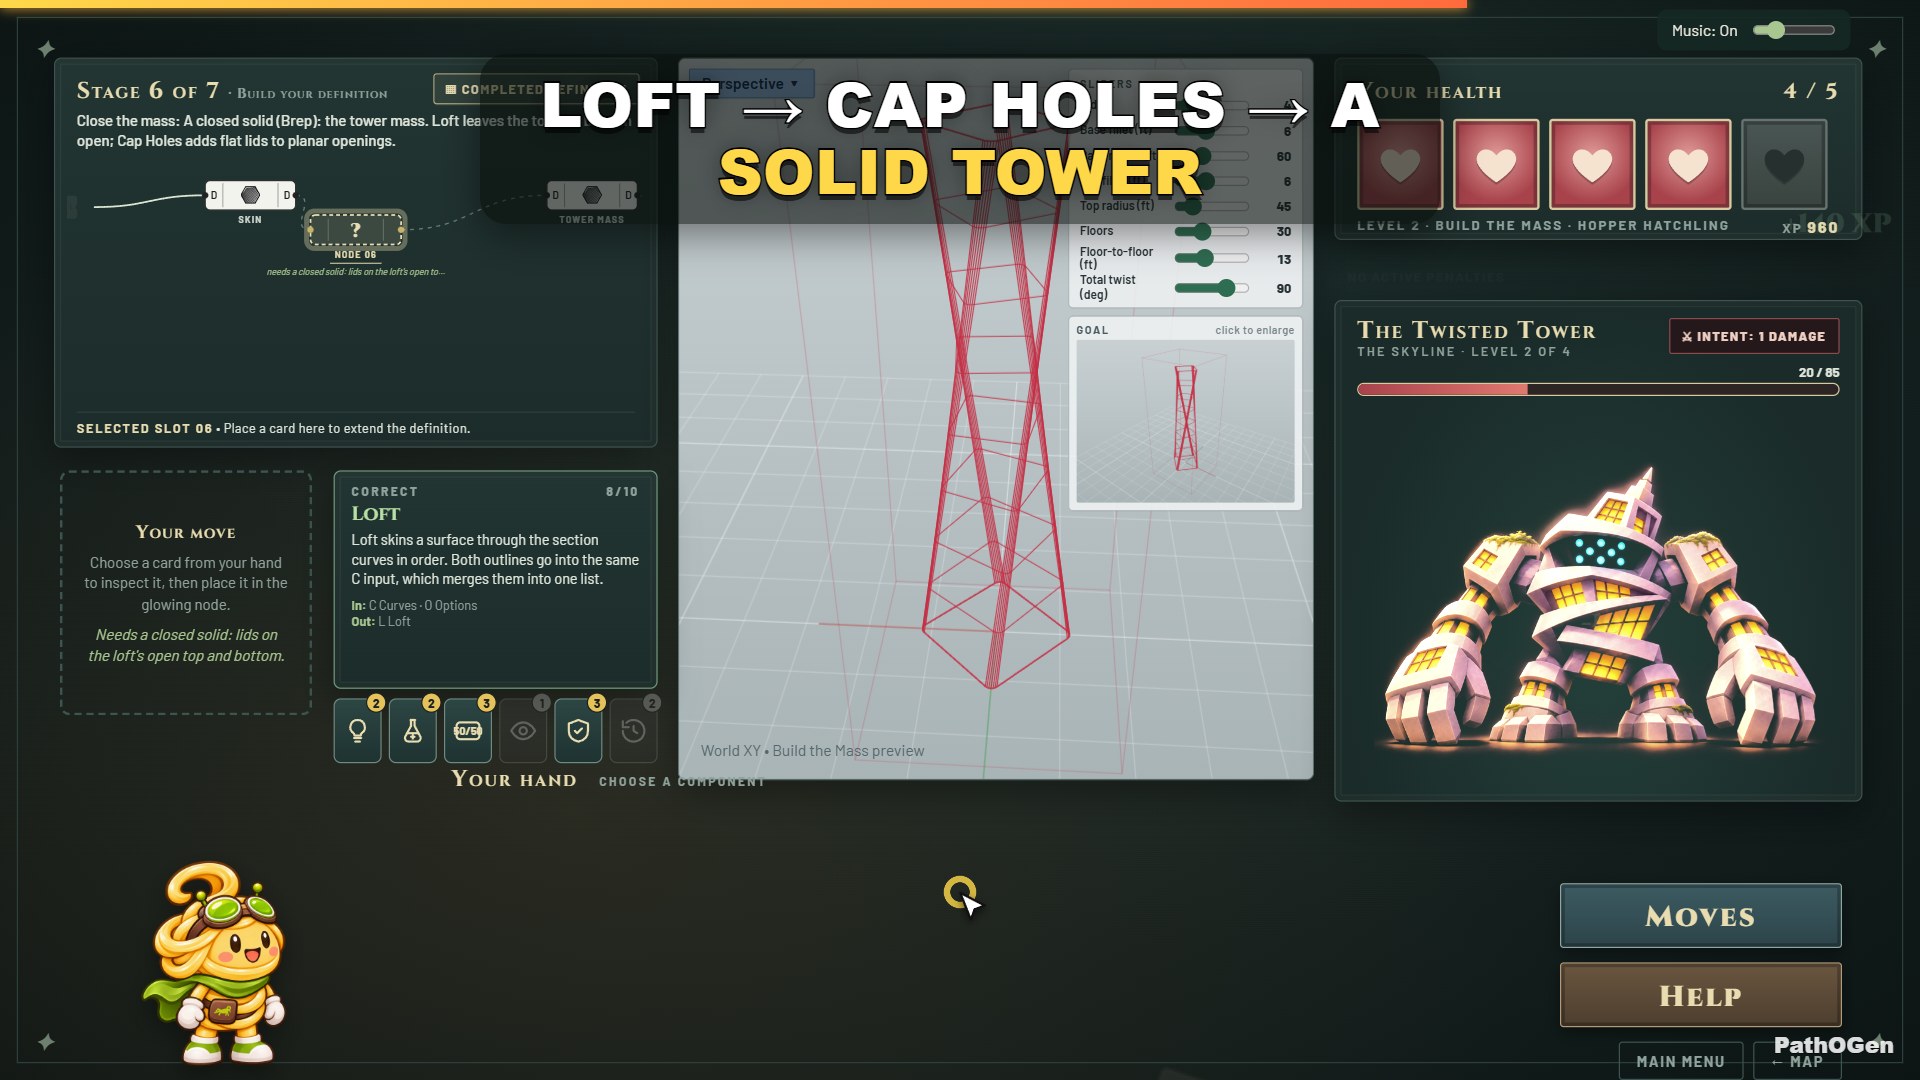 Music: On
LOFT → CAP HOLES → A
SOLID TOWER
STAGE 6 OF 7 · BUILD YOUR DEFINITION
Close the mass: A closed solid (Brep): the tower mass. Loft leaves the
open; Cap Holes adds flat lids to planar openings.
D D
SKIN
?
NODE 06
needs a closed solid: lids on the loft's open to...
D D
TOWER MASS
SELECTED SLOT 06 • Place a card here to extend the definition.
YOUR MOVE
Choose a card from your hand
to inspect it, then place it in the
glowing node.
Needs a closed solid: lids on
the loft's open top and bottom.
CORRECT 8/10
LOFT
Loft skins a surface through the section
curves in order. Both outlines go into the same
C input, which merges them into one list.
In: C Curves · O Options
Out: L Loft
2 2 3 1 3 2
50/50
YOUR HAND CHOOSE A COMPONENT
Perspective
6
60
6
Top radius (ft) 45
Floors 30
Floor-to-floor
(ft) 13
Total twist
(deg) 90
GOAL click to enlarge
World XY • Build the Mass preview
YOUR HEALTH 4 / 5
LEVEL 2 · BUILD THE MASS · HOPPER HATCHLING XP 960
NO ACTIVE PENALTIES
THE TWISTED TOWER
THE SKYLINE · LEVEL 2 OF 4
INTENT: 1 DAMAGE
20 / 85
MOVES
HELP
MAIN MENU
← MAP
PathOGen